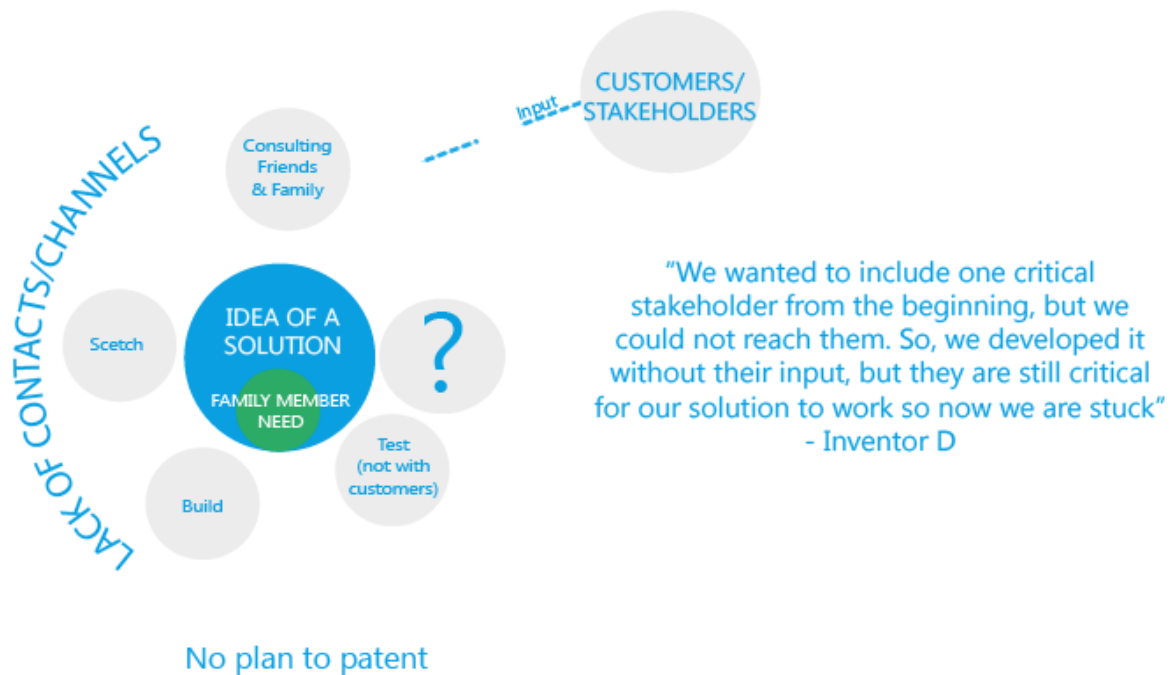 CUSTOMERS/
STAKEHOLDERS
Input
Consulting
Friends
& Family
LACK OF CONTACTS/CHANNELS
IDEA OF A
SOLUTION
FAMILY MEMBER
NEED
?
Scetch
Test
(not with
customers)
Build
"We wanted to include one critical
stakeholder from the beginning, but we
could not reach them. So, we developed it
without their input, but they are still critical
for our solution to work so now we are stuck"
- Inventor D
No plan to patent